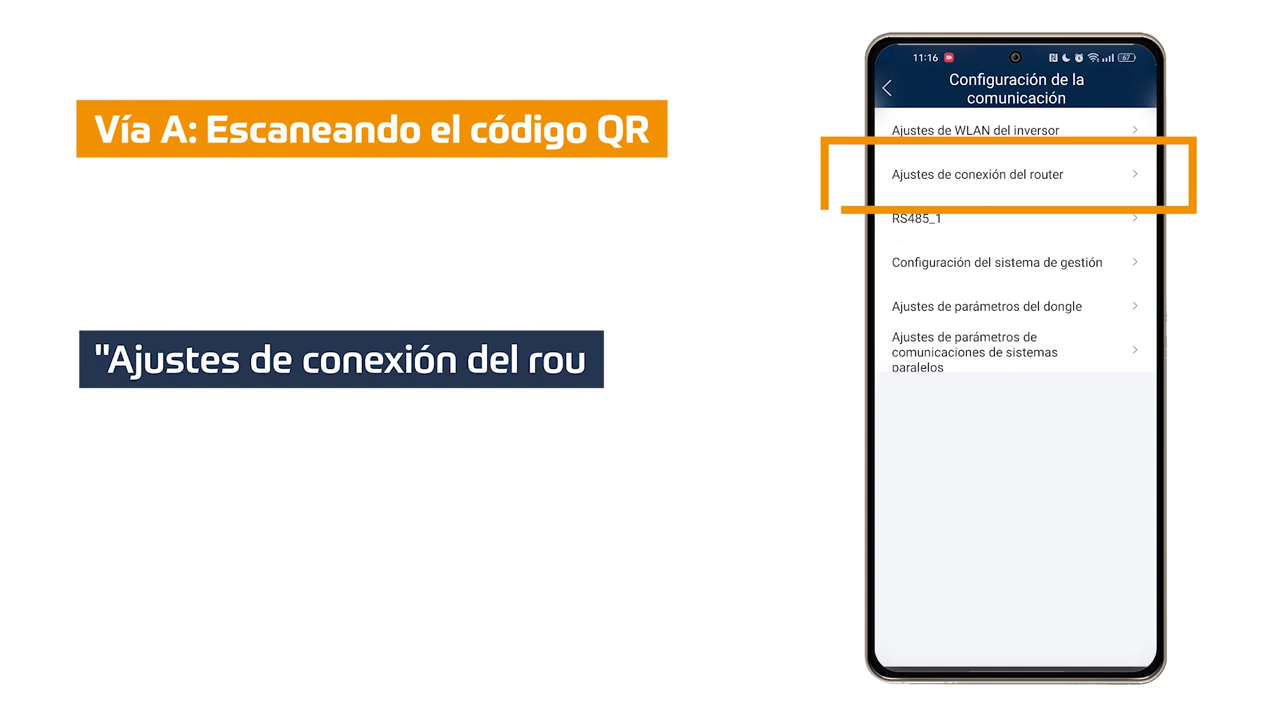 Vía A: Escaneando el código QR
"Ajustes de conexión del rou
11:16
67
Configuración de la
comunicación
Ajustes de WLAN del inversor
Ajustes de conexión del router
RS485_1
Configuración del sistema de gestión
Ajustes de parámetros del dongle
Ajustes de parámetros de
comunicaciones de sistemas
paralelos